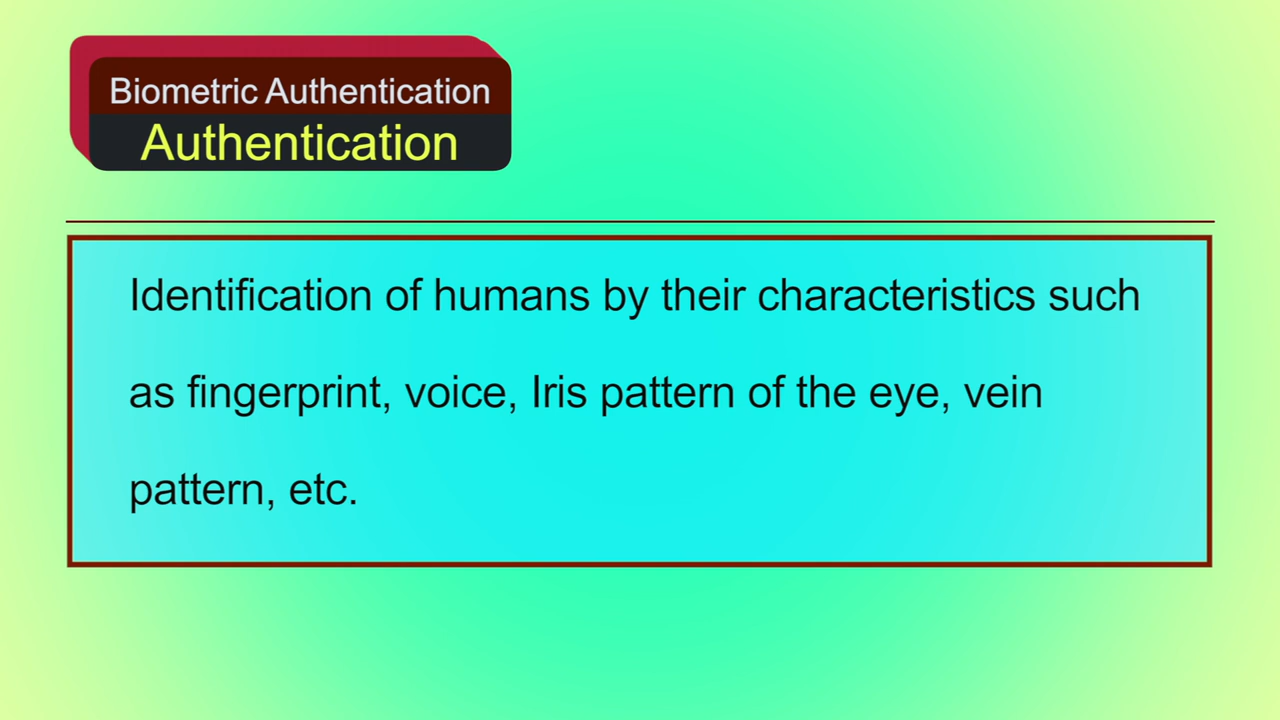 Biometric Authentication
Authentication
Identification of humans by their characteristics such
as fingerprint, voice, Iris pattern of the eye, vein
pattern, etc.